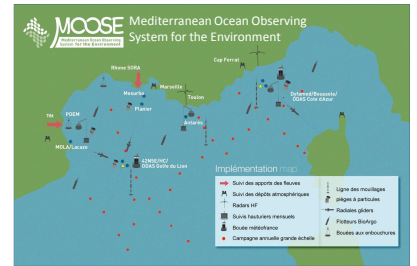 MOOSE
Mediterranean Ocean Observing
System for the Environment
Mediterranean Ocean Observing
System for the Environment
Cap Ferrat
Rhône SORA
Marseille
Mesurho
Toulon
Planier
Dyfamed/Boussole/
ODAS Cote d'Azur
Têt
POEM
Antares
MOLA/Lacaze
42NSE/HC/
ODAS Golfe du Lion
Implémentation map
Suivi des apports des fleuves
Suivi des dépôts atmosphériques
Radars HF
Suivis hauturiers mensuels
Bouée météofrance
Campagne annuelle grande échelle
Ligne des mouillages
pièges à particules
Radiales gliders
Flotteurs BioArgo
Bouées aux embouchures